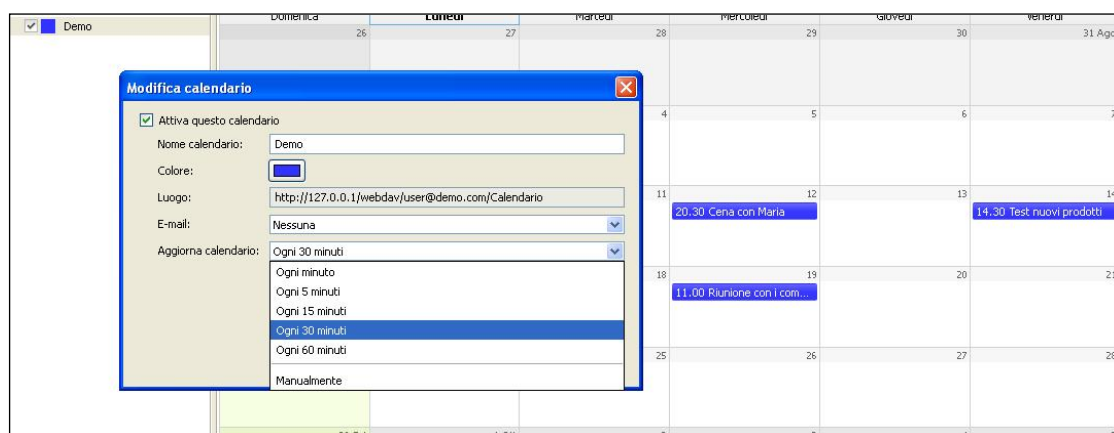 Demo
Domenica Lunedì Martedì Mercoledì Giovedì Venerdì
26 27 28 29 30 31 Ago
Modifica calendario
Attiva questo calendario
Nome calendario: Demo
Colore:
Luogo: http://127.0.0.1/webdav/user@demo.com/Calendario
E-mail: Nessuna
Aggiorna calendario: Ogni 30 minuti
Ogni minuto
Ogni 5 minuti
Ogni 15 minuti
Ogni 30 minuti
Ogni 60 minuti
Manualmente
4 5 6 7
11 12 13 14
20.30 Cena con Maria 14.30 Test nuovi prodotti
18 19 20 21
11.00 Riunione con i com...
25 26 27 28